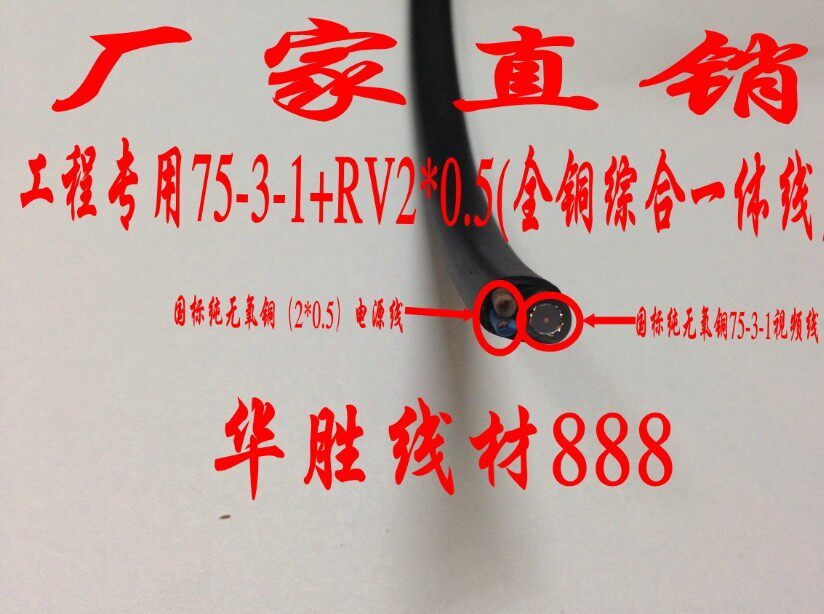 厂家直销
工程专用75-3-1+RV2*0.5(全铜综合一体线)
国标纯无氧铜（2*0.5）电源线
国标纯无氧铜75-3-1视频线
华胜线材888